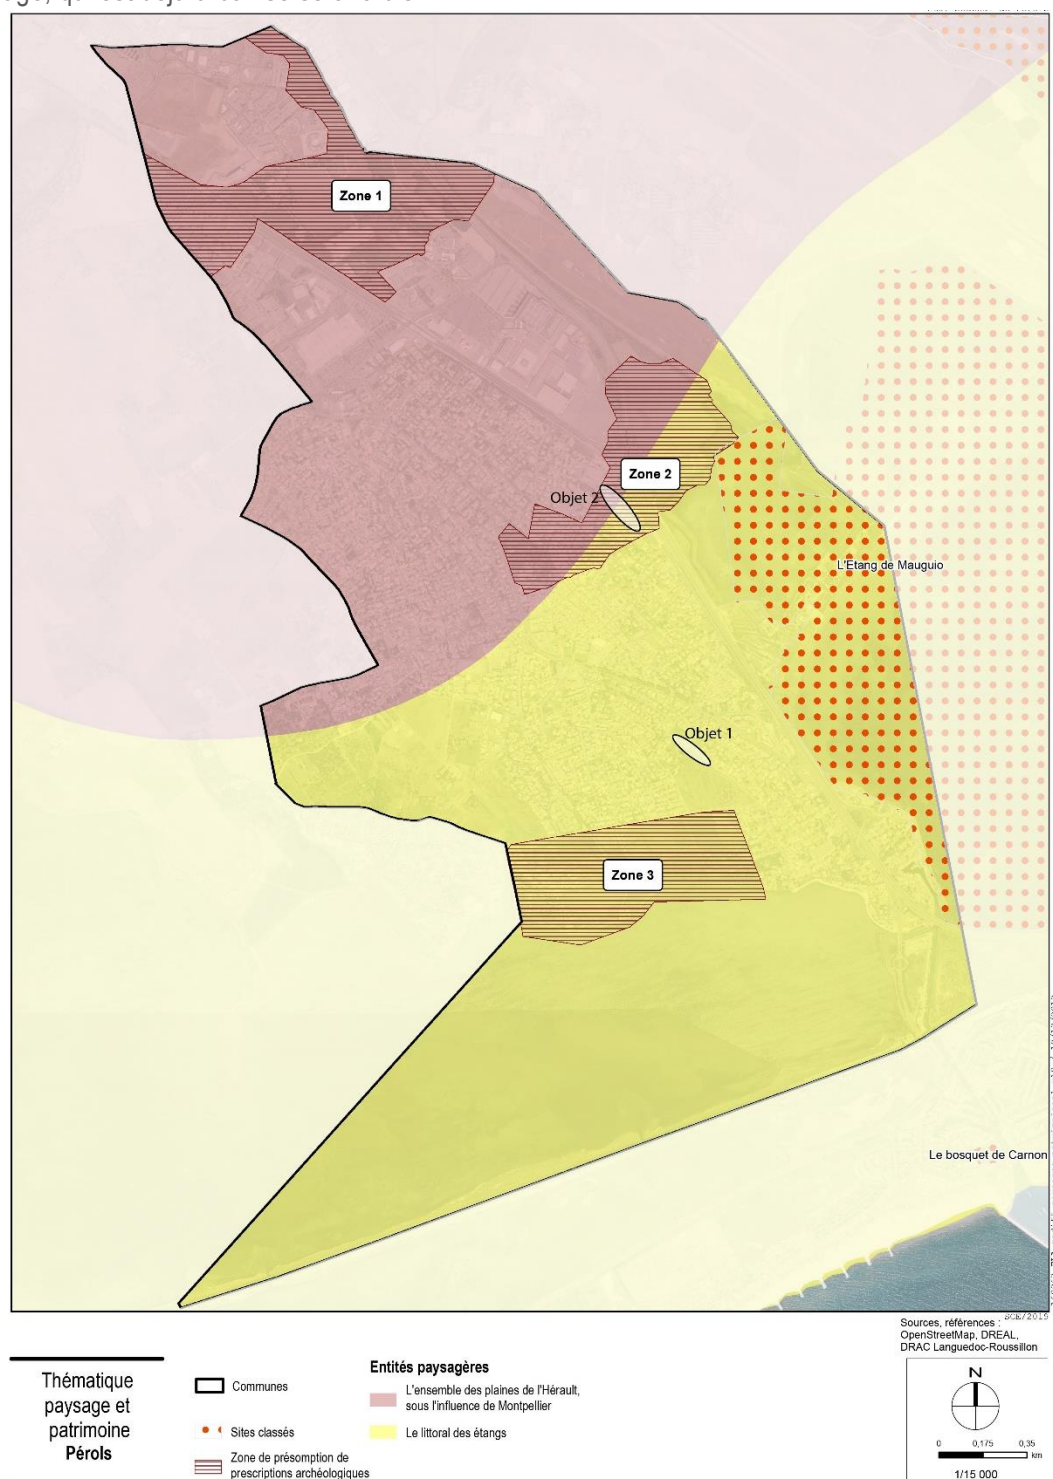 Zone 1
Zone 2
Objet 2
L'Etang de Mauguio
Objet 1
Zone 3
Le bosquet de Carnon
SCE/2019
Sources, références :
OpenStreetMap, DREAL,
DRAC Languedoc-Roussillon
Thématique
paysage et
patrimoine
Pérols
Communes
Sites classés
Zone de présomption de
prescriptions archéologiques
Entités paysagères
L'ensemble des plaines de l'Hérault,
sous l'influence de Montpellier
Le littoral des étangs
N
0 0,175 0,35
km
1/15 000